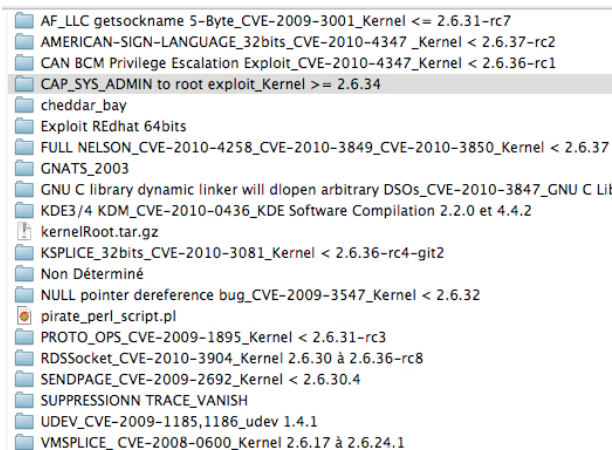 AF_LLC getsockname 5-Byte_CVE-2009-3001_Kernel <= 2.6.31-rc7
AMERICAN-SIGN-LANGUAGE_32bits_CVE-2010-4347 _Kernel < 2.6.37-rc2
CAN BCM Privilege Escalation Exploit_CVE-2010-4347_Kernel < 2.6.36-rc1
CAP_SYS_ADMIN to root exploit_Kernel >= 2.6.34
cheddar_bay
Exploit REdhat 64bits
FULL NELSON_CVE-2010-4258_CVE-2010-3849_CVE-2010-3850_Kernel < 2.6.37
GNATS_2003
GNU C library dynamic linker will dlopen arbitrary DSOs_CVE-2010-3847_GNU C Lib
KDE3/4 KDM_CVE-2010-0436_KDE Software Compilation 2.2.0 et 4.4.2
kernelRoot.tar.gz
KSPLICE_32bits_CVE-2010-3081_Kernel < 2.6.36-rc4-git2
Non Déterminé
NULL pointer dereference bug_CVE-2009-3547_Kernel < 2.6.32
pirate_perl_script.pl
PROTO_OPS_CVE-2009-1895_Kernel < 2.6.31-rc3
RDSSocket_CVE-2010-3904_Kernel 2.6.30 à 2.6.36-rc8
SENDPAGE_CVE-2009-2692_Kernel < 2.6.30.4
SUPPRESSIONN TRACE_VANISH
UDEV_CVE-2009-1185,1186_udev 1.4.1
VMSPLICE_ CVE-2008-0600_Kernel 2.6.17 à 2.6.24.1